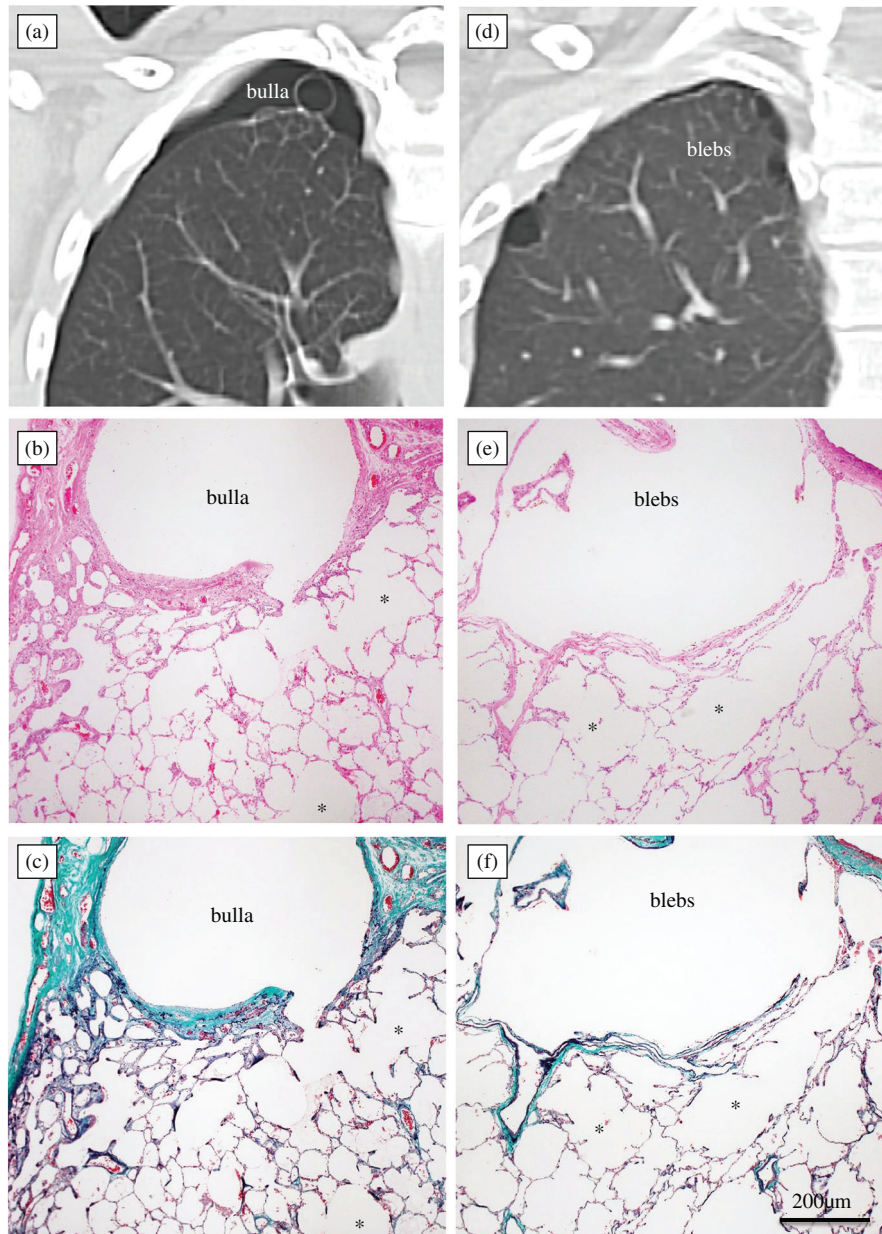 (a)
bulla
(d)
blebs
(b)
bulla
*
*
(e)
blebs
*
*
(c)
bulla
*
*
(f)
blebs
*
*
200µm